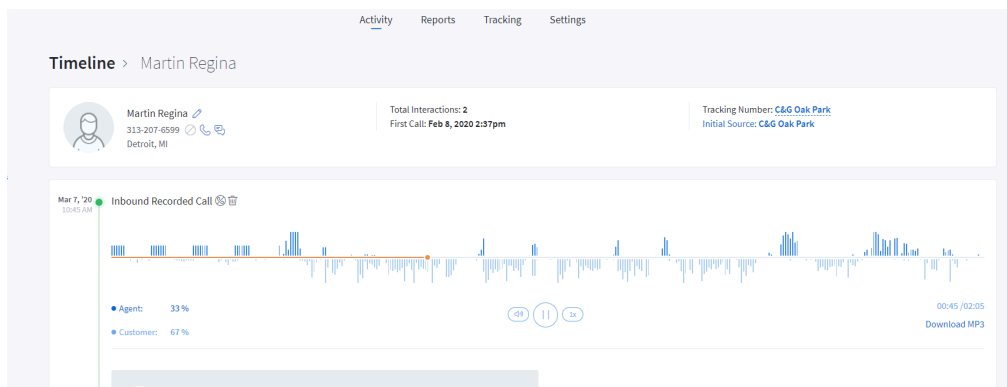 Activity Reports Tracking Settings
Timeline > Martin Regina
Martin Regina
313-207-6599
Detroit, MI
Total Interactions: 2
First Call: Feb 8, 2020 2:37pm
Tracking Number: C&G Oak Park
Initial Source: C&G Oak Park
Mar 7, '20
10:45 AM
Inbound Recorded Call
Agent: 33 %
Customer: 67 %
1x
00:45 /02:05
Download MP3